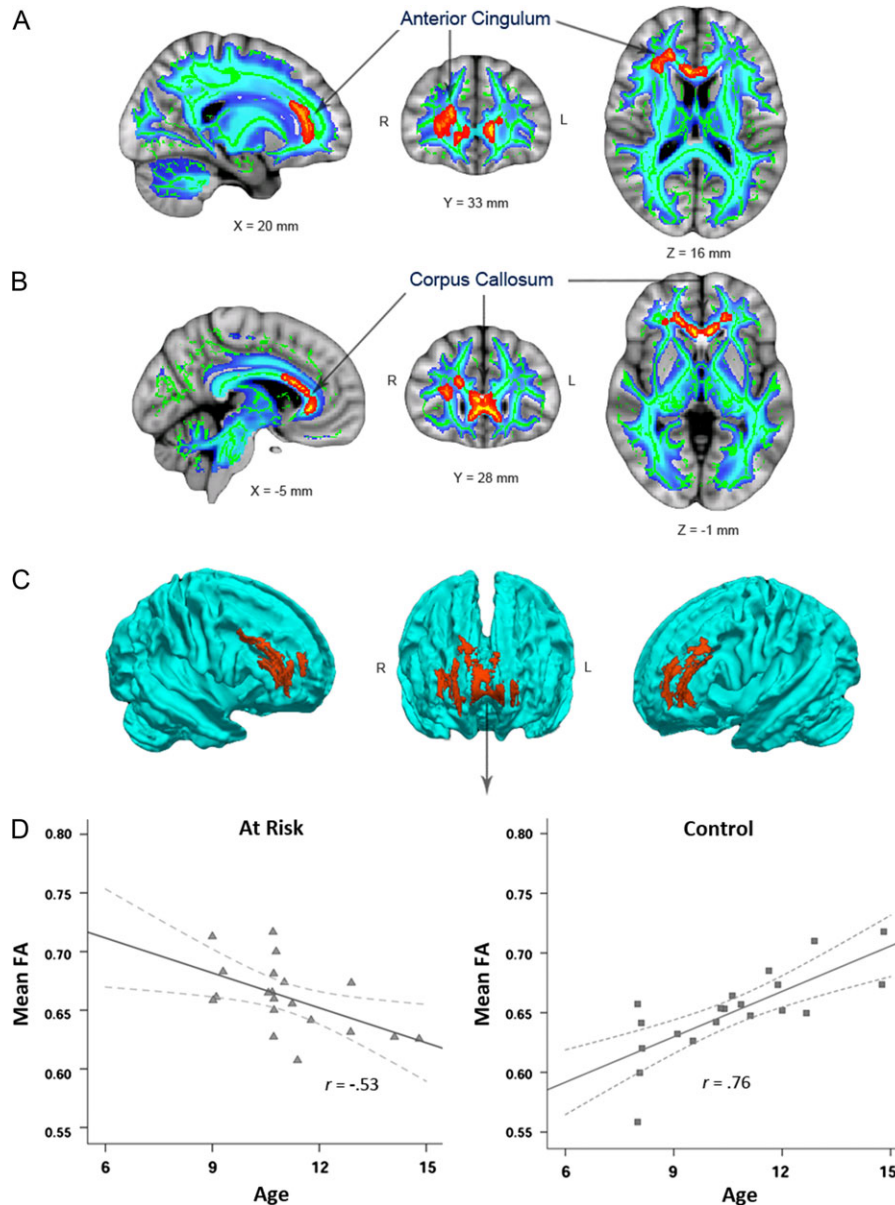 A
Anterior Cingulum
R
L
X = 20 mm
Y = 33 mm
Z = 16 mm
B
Corpus Callosum
R
L
X = -5 mm
Y = 28 mm
Z = -1 mm
C
R
L
D
At Risk
Mean FA
0.80
0.75
0.70
0.65
0.60
0.55
r = -.53
6
9
12
15
Age
Control
Mean FA
0.80
0.75
0.70
0.65
0.60
0.55
r = .76
6
9
12
15
Age